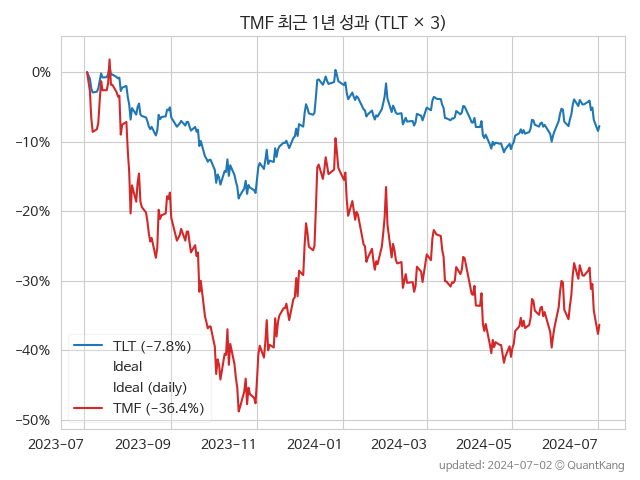 TMF 최근 1년 성과 (TLT × 3)
0%
−10%
−20%
−30%
−40%
−50%
TLT (−7.8%)
Ideal
Ideal (daily)
TMF (−36.4%)
2023-07
2023-09
2023-11
2024-01
2024-03
2024-05
2024-07
updated: 2024-07-02 © QuantKang